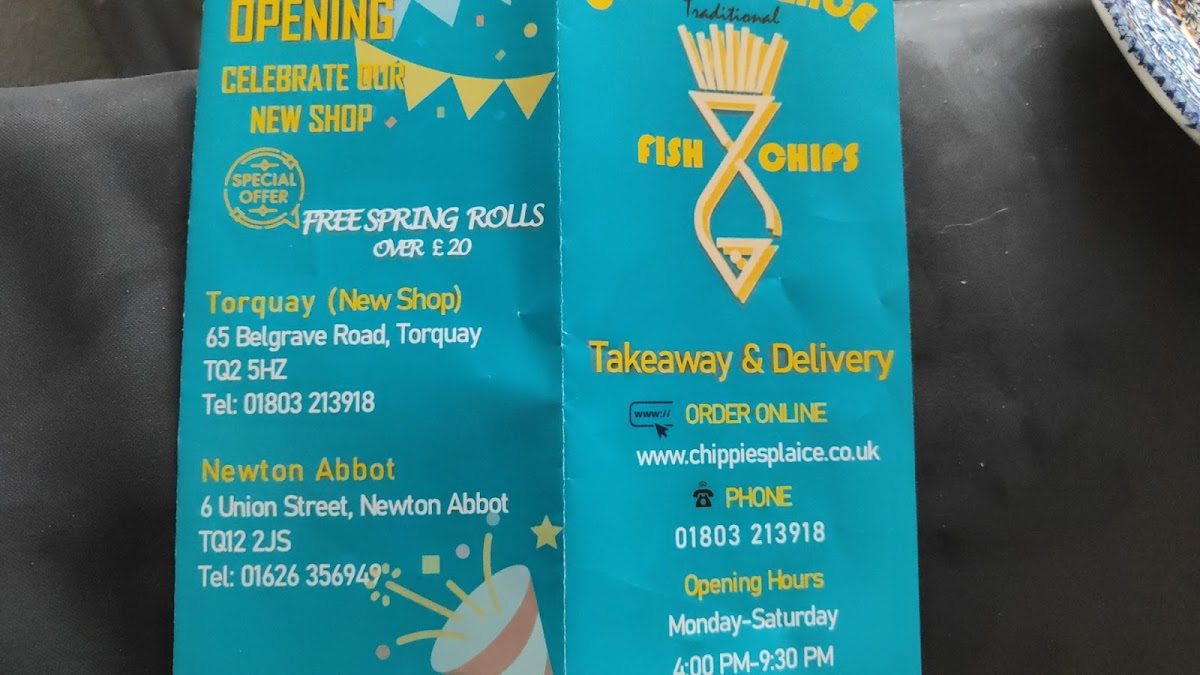 OPENING
CELEBRATE OUR
NEW SHOP
SPECIAL
OFFER
FREE SPRING ROLLS
OVER £20
Torquay (New Shop)
65 Belgrave Road, Torquay
TQ2 5HZ
Tel: 01803 213918
Newton Abbot
6 Union Street, Newton Abbot
TQ12 2JS
Tel: 01626 356949
Traditional
FISH & CHIPS
Takeaway & Delivery
www://
ORDER ONLINE
www.chippiesplaice.co.uk
PHONE
01803 213918
Opening Hours
Monday-Saturday
4:00 PM-9:30 PM